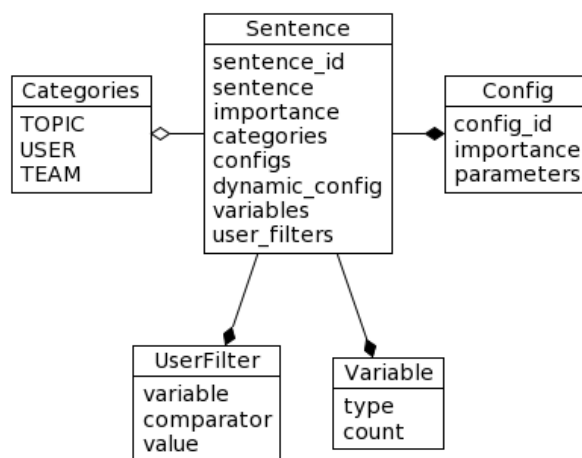 Sentence
sentence_id
sentence
importance
categories
configs
dynamic_config
variables
user_filters
Categories
TOPIC
USER
TEAM
Config
config_id
importance
parameters
UserFilter
variable
comparator
value
Variable
type
count